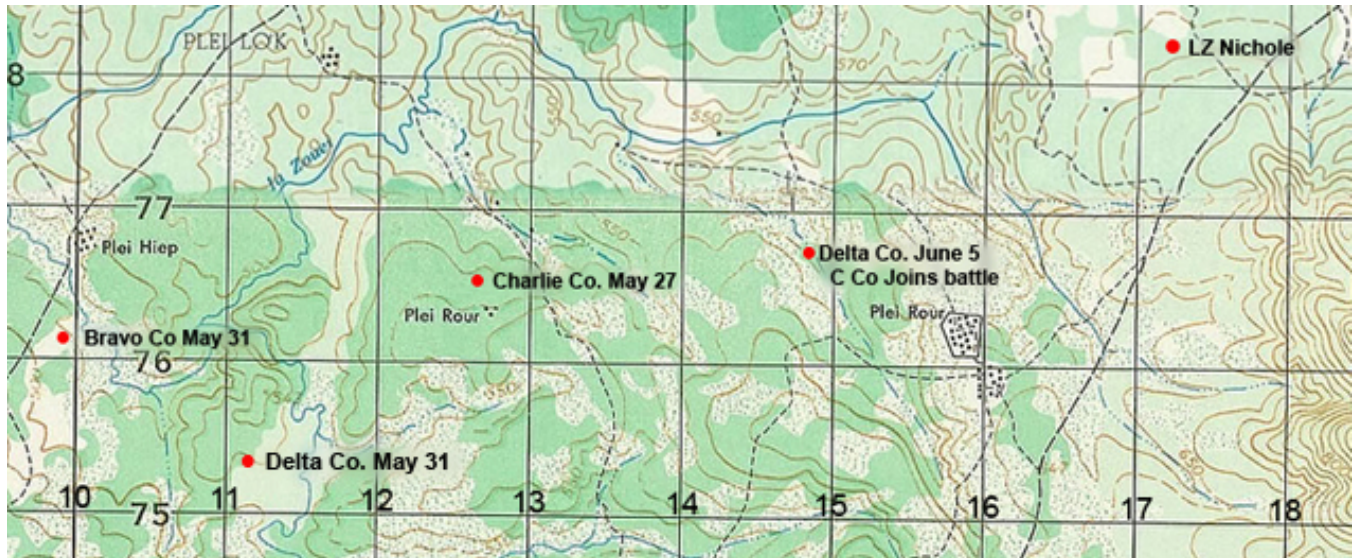 PLEI LOK
LZ Nichole
8
570
550
550
Ia Zouei
77
Plei Hiep
550
Delta Co. June 5
C Co Joins battle
Charlie Co. May 27
Plei Rour
Plei Rour
Bravo Co May 31
76
550
Delta Co. May 31
650
10
11
12
13
14
15
16
17
18
75